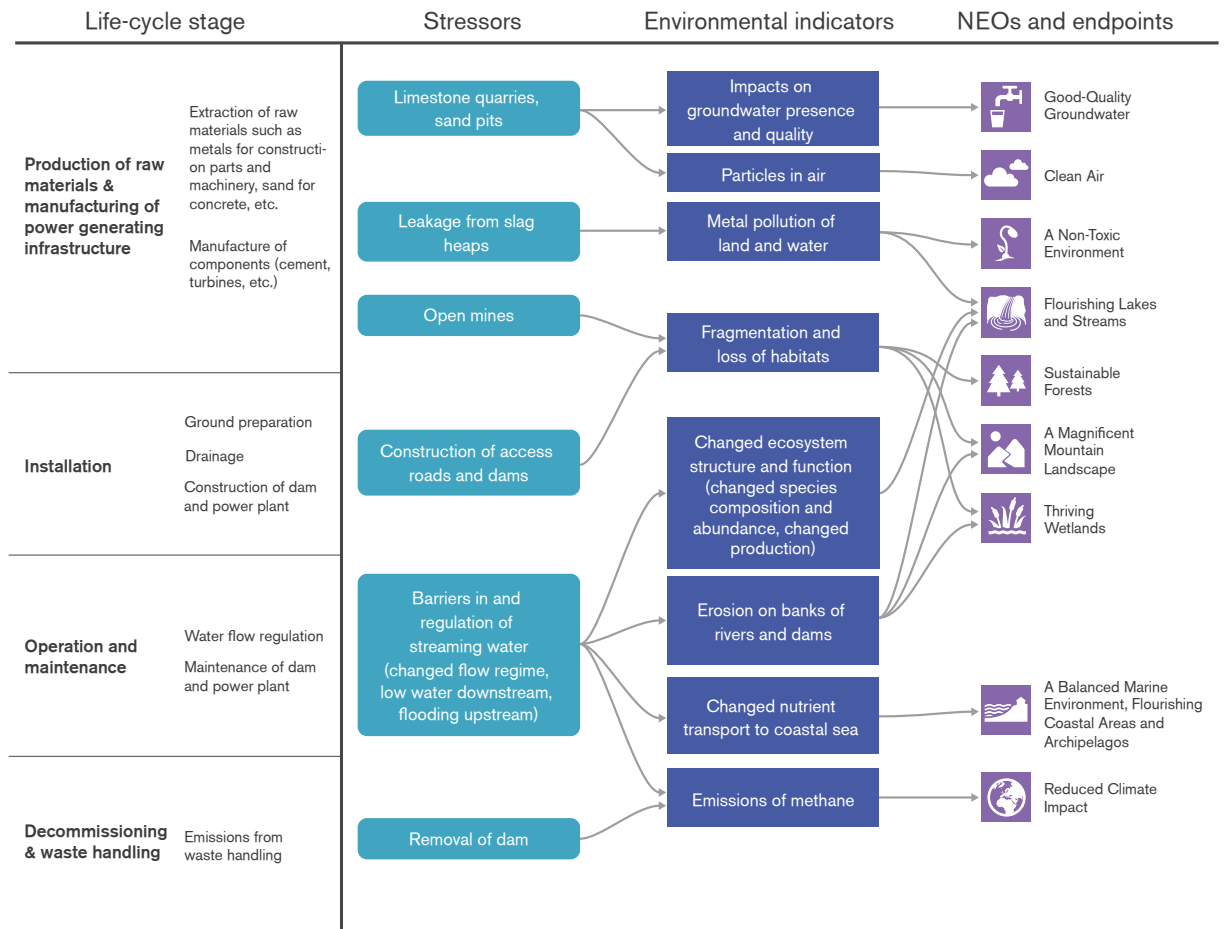 Life-cycle stage
Stressors
Environmental indicators
NEOs and endpoints
Production of raw
materials &
manufacturing of
power generating
infrastructure
Extraction of raw
materials such as
metals for constructi-
on parts and
machinery, sand for
concrete, etc.
Manufacture of
components (cement,
turbines, etc.)
Installation
Ground preparation
Drainage
Construction of dam
and power plant
Operation and
maintenance
Water flow regulation
Maintenance of dam
and power plant
Decommissioning
& waste handling
Emissions from
waste handling
Limestone quarries,
sand pits
Leakage from slag
heaps
Open mines
Construction of access
roads and dams
Barriers in and
regulation of
streaming water
(changed flow regime,
low water downstream,
flooding upstream)
Removal of dam
Impacts on
groundwater presence
and quality
Particles in air
Metal pollution of
land and water
Fragmentation and
loss of habitats
Changed ecosystem
structure and function
(changed species
composition and
abundance, changed
production)
Erosion on banks of
rivers and dams
Changed nutrient
transport to coastal sea
Emissions of methane
Good-Quality
Groundwater
Clean Air
A Non-Toxic
Environment
Flourishing Lakes
and Streams
Sustainable
Forests
A Magnificent
Mountain
Landscape
Thriving
Wetlands
A Balanced Marine
Environment, Flourishing
Coastal Areas and
Archipelagos
Reduced Climate
Impact